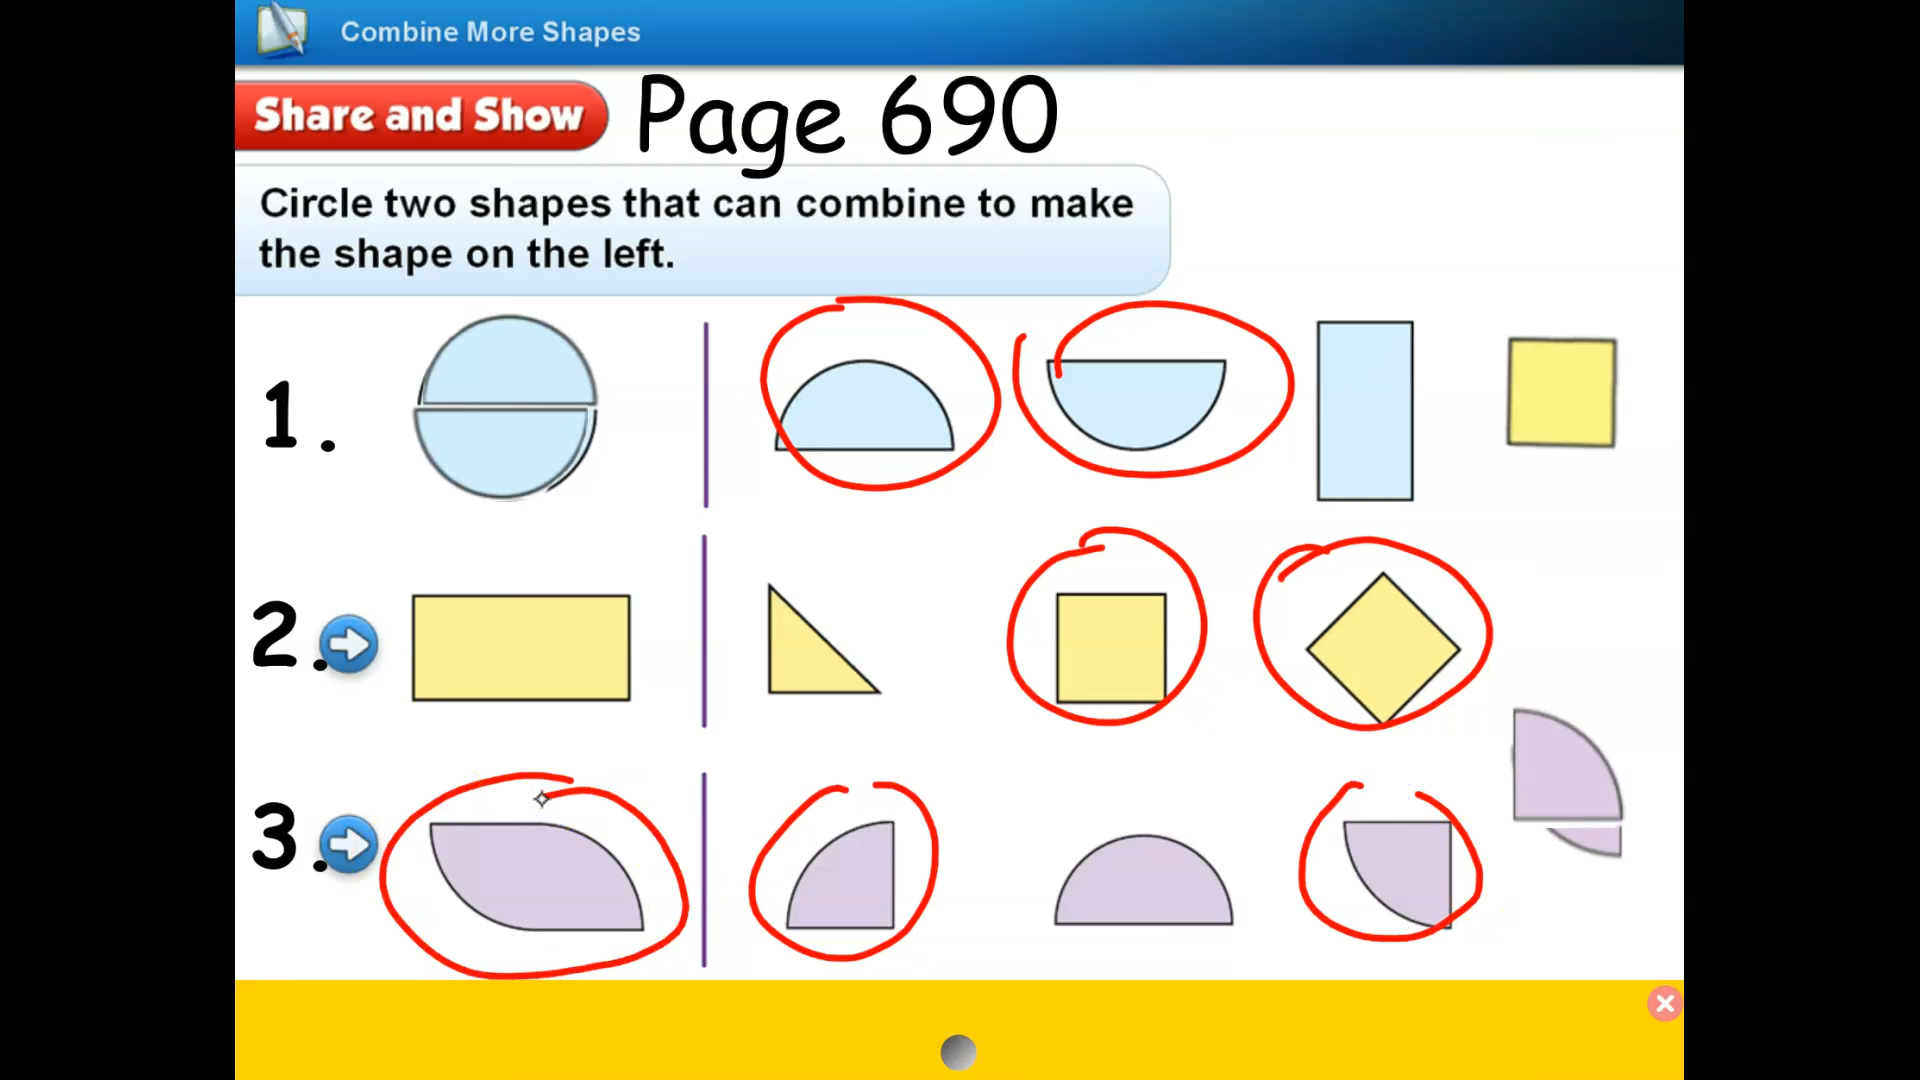 Combine More Shapes
Share and Show Page 690
Circle two shapes that can combine to make
the shape on the left.
1.
2.
3.